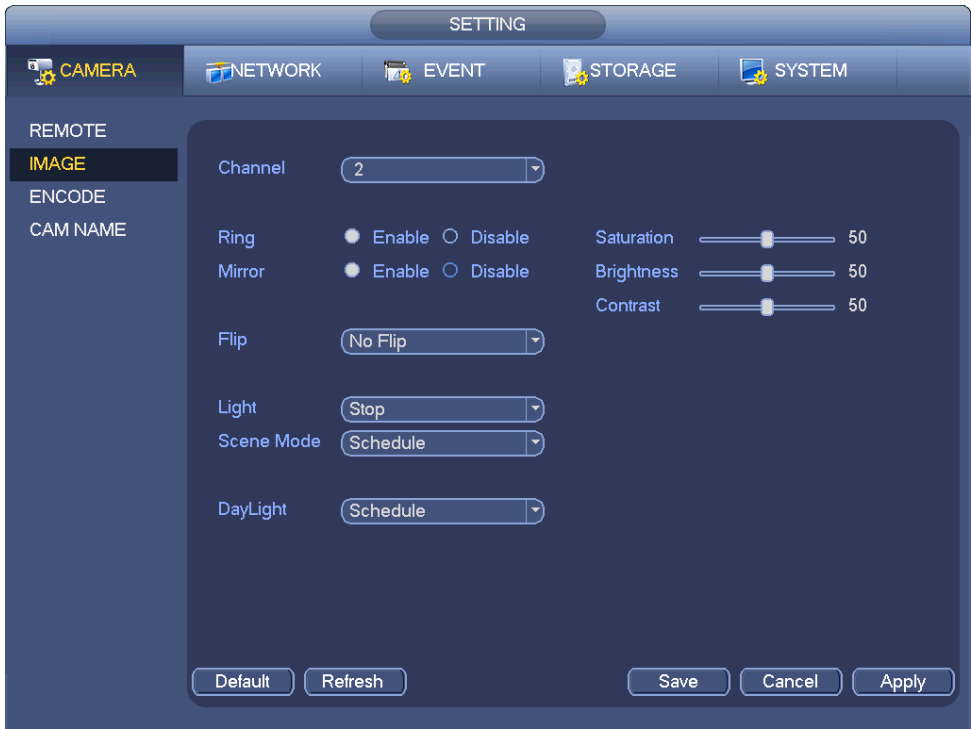 SETTING
CAMERA NETWORK EVENT STORAGE SYSTEM
REMOTE
IMAGE
ENCODE
CAM NAME
Channel 2
Ring Enable Disable Saturation 50
Mirror Enable Disable Brightness 50
Contrast 50
Flip No Flip
Light Stop
Scene Mode Schedule
DayLight Schedule
Default Refresh Save Cancel Apply